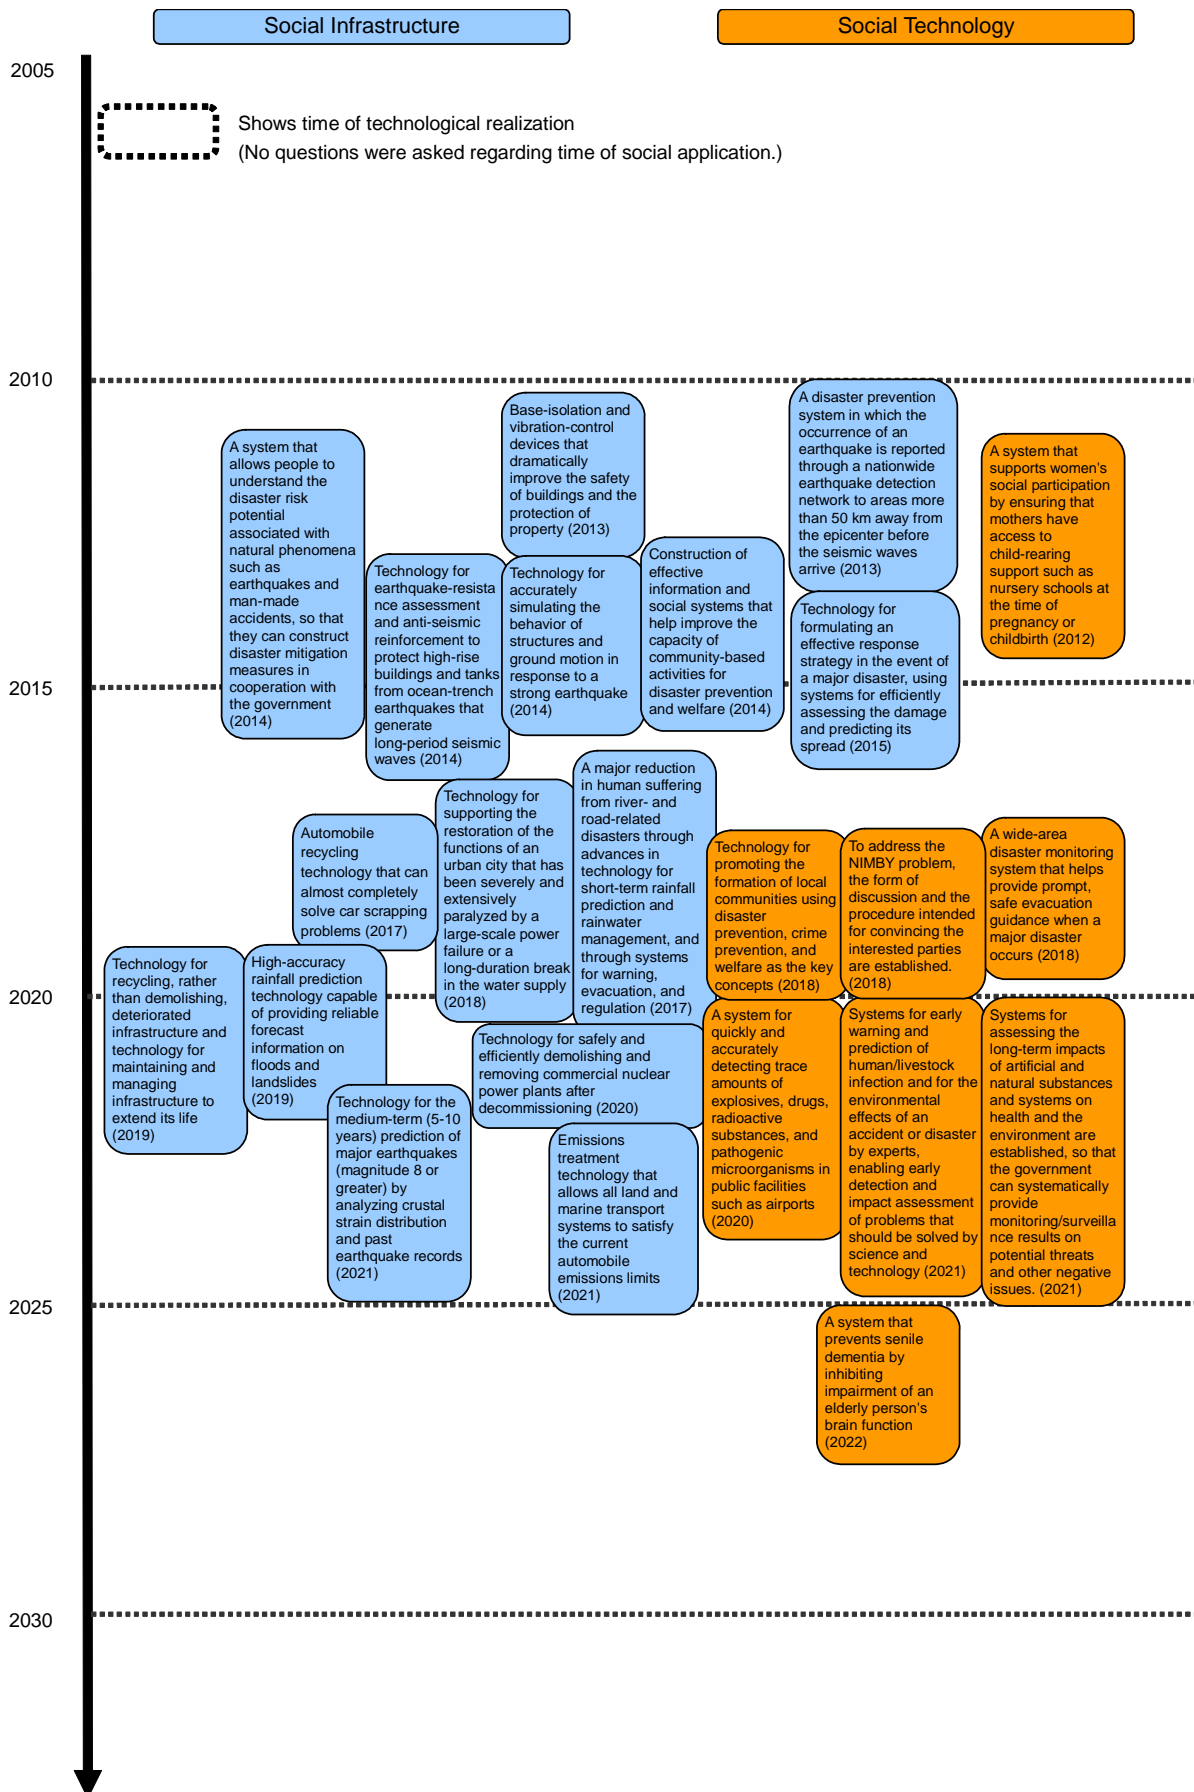 Social Infrastructure
Social Technology
2005
Shows time of technological realization
(No questions were asked regarding time of social application.)
2010
A system that
allows people to
understand the
disaster risk
potential
associated with
natural phenomena
such as
earthquakes and
man-made
accidents, so that
they can construct
disaster mitigation
measures in
cooperation with
the government
(2014)
Technology for
earthquake-resista
nce assessment
and anti-seismic
reinforcement to
protect high-rise
buildings and tanks
from ocean-trench
earthquakes that
generate
long-period seismic
waves (2014)
Base-isolation and
vibration-control
devices that
dramatically
improve the safety
of buildings and the
protection of
property (2013)
Technology for
accurately
simulating the
behavior of
structures and
ground motion in
response to a
strong earthquake
(2014)
Construction of
effective
information and
social systems that
help improve the
capacity of
community-based
activities for
disaster prevention
and welfare (2014)
A disaster prevention
system in which the
occurrence of an
earthquake is reported
through a nationwide
earthquake detection
network to areas more
than 50 km away from
the epicenter before
the seismic waves
arrive (2013)
Technology for
formulating an
effective response
strategy in the event of
a major disaster, using
systems for efficiently
assessing the damage
and predicting its
spread (2015)
A system that
supports women's
social participation
by ensuring that
mothers have
access to
child-rearing
support such as
nursery schools at
the time of
pregnancy or
childbirth (2012)
2015
Automobile
recycling
technology that can
almost completely
solve car scrapping
problems (2017)
Technology for
supporting the
restoration of the
functions of an
urban city that has
been severely and
extensively
paralyzed by a
large-scale power
failure or a
long-duration break
in the water supply
(2018)
A major reduction
in human suffering
from river- and
road-related
disasters through
advances in
technology for
short-term rainfall
prediction and
rainwater
management, and
through systems
for warning,
evacuation, and
regulation (2017)
Technology for
promoting the
formation of local
communities using
disaster
prevention, crime
prevention, and
welfare as the key
concepts (2018)
To address the
NIMBY problem,
the form of
discussion and the
procedure intended
for convincing the
interested parties
are established.
(2018)
A wide-area
disaster monitoring
system that helps
provide prompt,
safe evacuation
guidance when a
major disaster
occurs (2018)
2020
Technology for
recycling, rather
than demolishing,
deteriorated
infrastructure and
technology for
maintaining and
managing
infrastructure to
extend its life
(2019)
High-accuracy
rainfall prediction
technology capable
of providing reliable
forecast
information on
floods and
landslides
(2019)
Technology for the
medium-term (5-10
years) prediction of
major earthquakes
(magnitude 8 or
greater) by
analyzing crustal
strain distribution
and past
earthquake records
(2021)
Technology for safely and
efficiently demolishing and
removing commercial nuclear
power plants after
decommissioning (2020)
Emissions
treatment
technology that
allows all land and
marine transport
systems to satisfy
the current
automobile
emissions limits
(2021)
A system for
quickly and
accurately
detecting trace
amounts of
explosives, drugs,
radioactive
substances, and
pathogenic
microorganisms in
public facilities
such as airports
(2020)
Systems for early
warning and
prediction of
human/livestock
infection and for the
environmental
effects of an
accident or disaster
by experts,
enabling early
detection and
impact assessment
of problems that
should be solved by
science and
technology (2021)
Systems for
assessing the
long-term impacts
of artificial and
natural substances
and systems on
health and the
environment are
established, so that
the government
can systematically
provide
monitoring/surveilla
nce results on
potential threats
and other negative
issues. (2021)
2025
A system that
prevents senile
dementia by
inhibiting
impairment of an
elderly person's
brain function
(2022)
2030